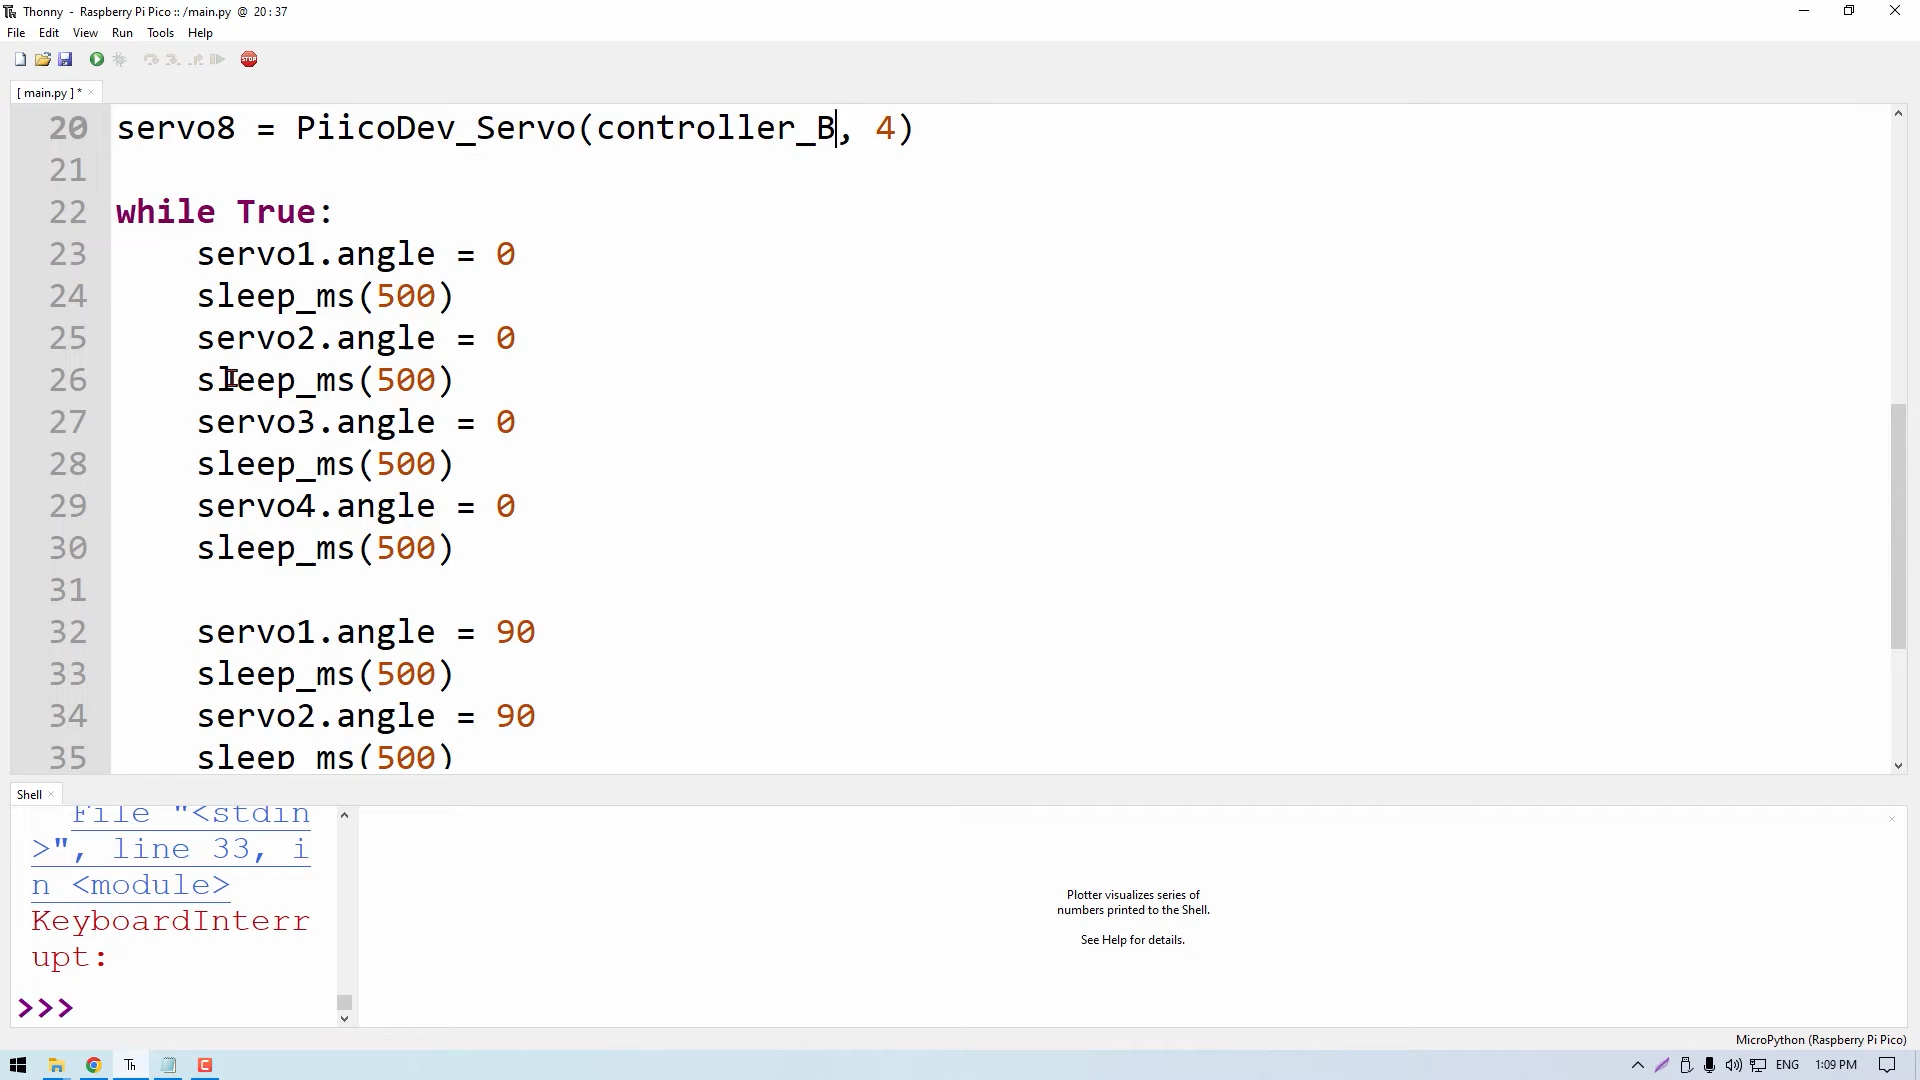 Thonny - Raspberry Pi Pico :: /main.py @ 20 : 37
File Edit View Run Tools Help
STOP
[ main.py ] *
20 servo8 = PiicoDev_Servo(controller_B, 4)
21
22 while True:
23 servo1.angle = 0
24 sleep_ms(500)
25 servo2.angle = 0
26 sleep_ms(500)
27 servo3.angle = 0
28 sleep_ms(500)
29 servo4.angle = 0
30 sleep_ms(500)
31
32 servo1.angle = 90
33 sleep_ms(500)
34 servo2.angle = 90
35 sleep_ms(500)
Shell
File "<stdin
>", line 33, i
n <module>
KeyboardInterr
upt:
>>>
Plotter visualizes series of
numbers printed to the Shell.
See Help for details.
MicroPython (Raspberry Pi Pico)
Th
ENG 1:09 PM